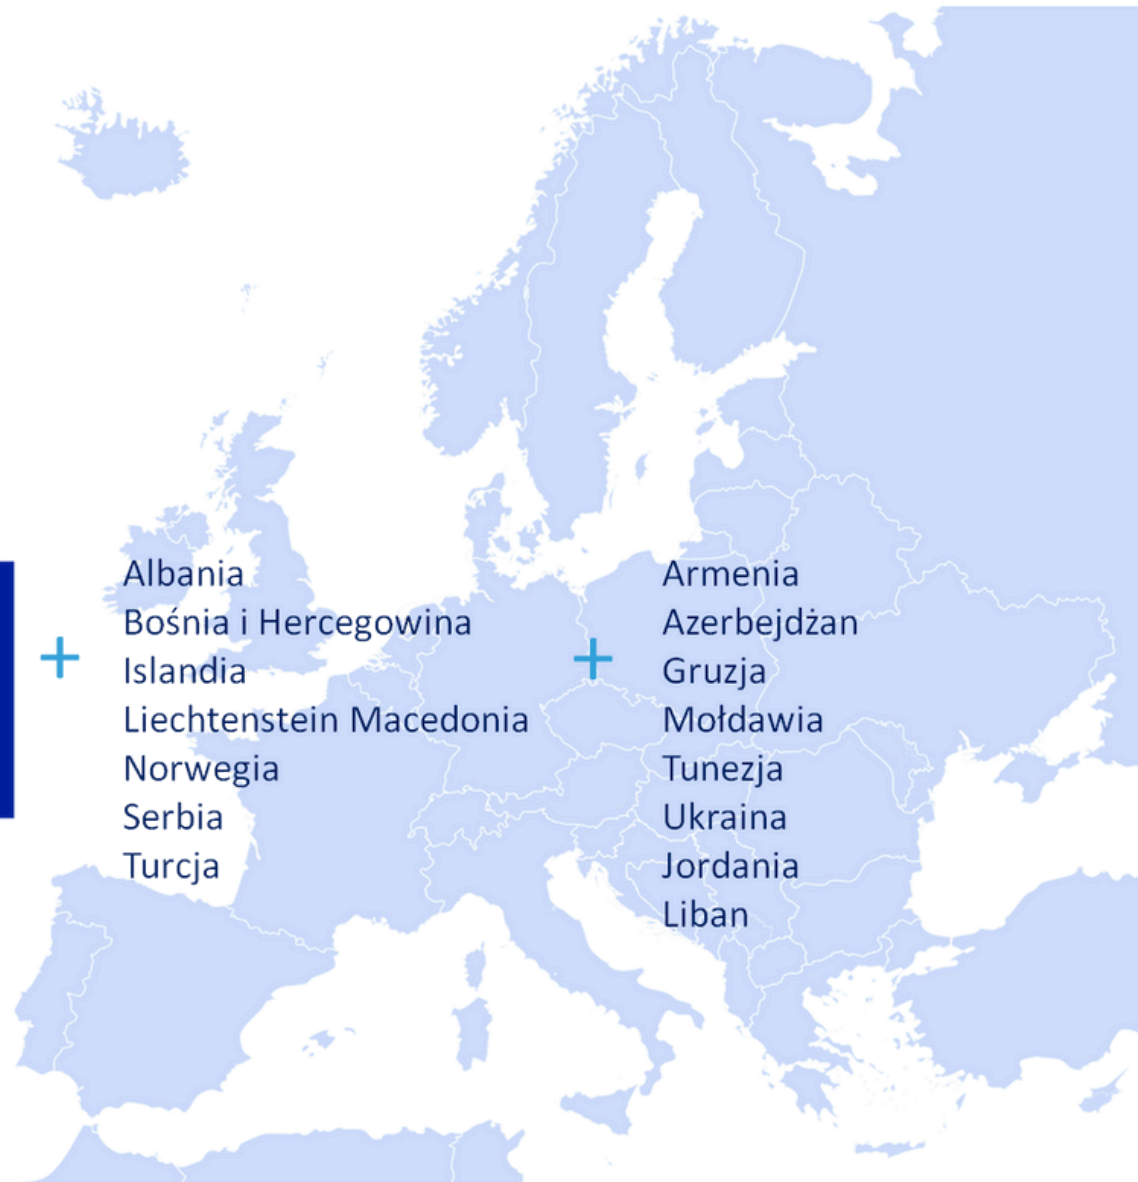 +
Albania
Bośnia i Hercegowina
Islandia
Liechtenstein Macedonia
Norwegia
Serbia
Turcja
+
Armenia
Azerbejdżan
Gruzja
Mołdawia
Tunezja
Ukraina
Jordania
Liban